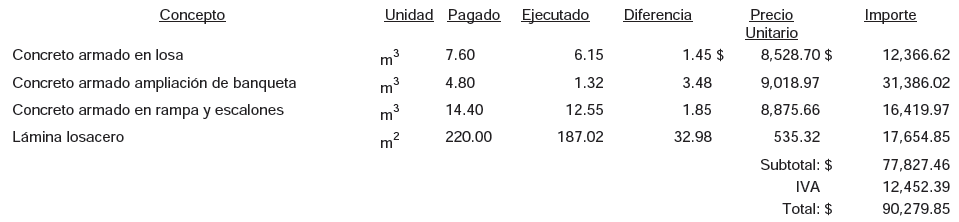 Concepto Unidad Pagado Ejecutado Diferencia Precio Unitario Importe
Concreto armado en losa m³ 7.60 6.15 1.45 $ 8,528.70 $ 12,366.62
Concreto armado ampliación de banqueta m³ 4.80 1.32 3.48 9,018.97 31,386.02
Concreto armado en rampa y escalones m³ 14.40 12.55 1.85 8,875.66 16,419.97
Lámina losacero m² 220.00 187.02 32.98 535.32 17,654.85
Subtotal: $ 77,827.46
IVA 12,452.39
Total: $ 90,279.85